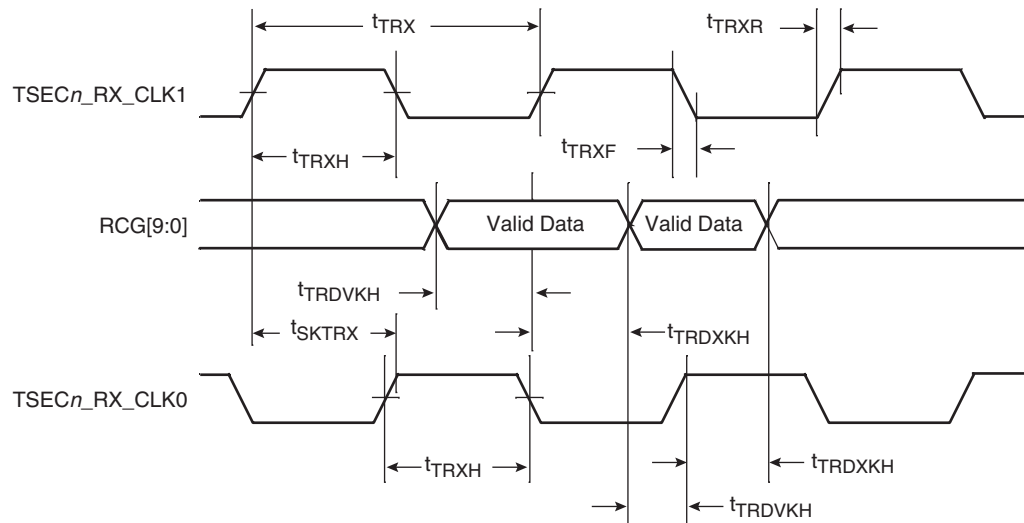 tTRX
tTRXR
TSECn_RX_CLK1
tTRXH
tTRXF
RCG[9:0]
Valid Data
Valid Data
tTRDVKH
tSKTRX
tTRDXKH
TSECn_RX_CLK0
tTRXH
tTRDXKH
tTRDVKH